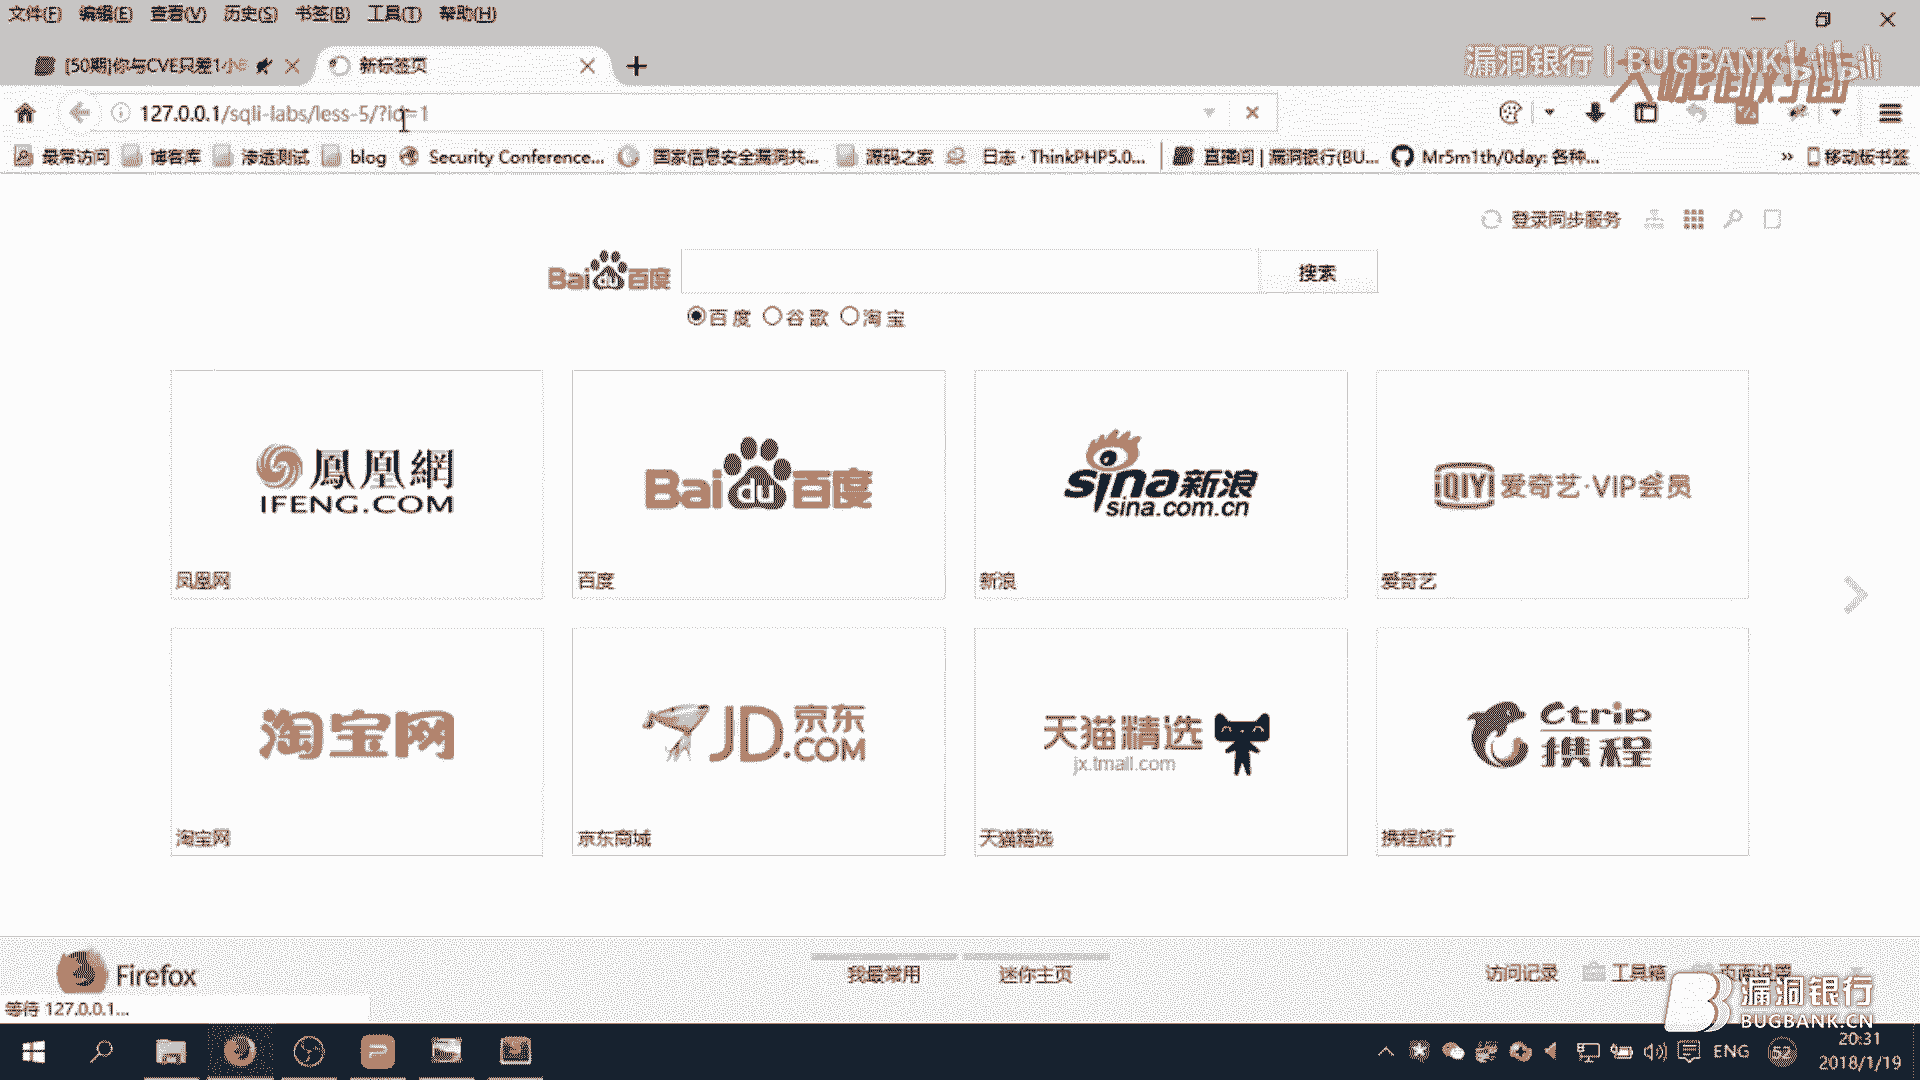 文件(F) 编辑(E) 查看(V) 历史(S) 书签(B) 工具(T) 帮助(H)
[50期]你与CVE只差1小
新标签页
漏洞银行 | BUGBANK
127.0.0.1/sqli-labs/less-5/?id=1
最常访问 博客库 渗透测试 blog Security Conference... 国家信息安全漏洞共... 源码之家 日志 · ThinkPHP5.0... 直播间 | 漏洞银行(BU... Mr5m1th/0day: 各种... » 移动版书签
登录同步服务
Bai du 百度
搜索
百度 谷歌 淘宝
鳳凰網
IFENG.COM
凤凰网
Bai du 百度
百度
sina新浪
sina.com.cn
新浪
iQIYI 爱奇艺·VIP会员
爱奇艺
淘宝网
淘宝网
JD京东
.COM
京东商城
天猫精选
jx.tmall.com
天猫精选
Ctrip
携程
携程旅行
Firefox
我最常用 迷你主页
访问记录 工具箱 页面设置
等待 127.0.0.1...
漏洞银行
BUGBANK.CN
ENG
62
20:31
2018/1/19